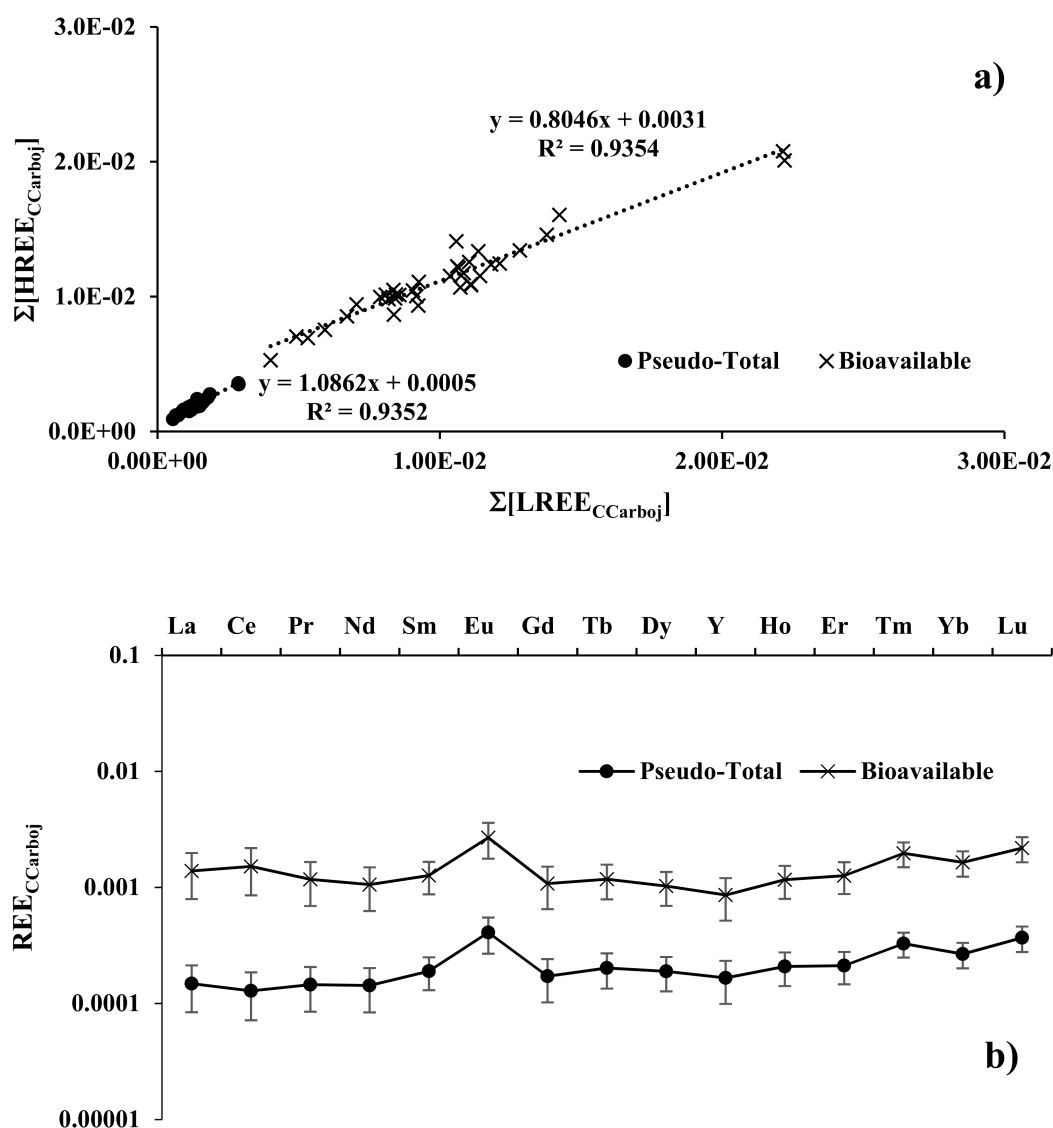 3.0E-02
a)
y = 0.8046x + 0.0031
R² = 0.9354
2.0E-02
Σ[HREE_CCarboj]
1.0E-02
Pseudo-Total Bioavailable
y = 1.0862x + 0.0005
R² = 0.9352
0.0E+00
0.00E+00 1.00E-02 2.00E-02 3.00E-02
Σ[LREE_CCarboj]
La Ce Pr Nd Sm Eu Gd Tb Dy Y Ho Er Tm Yb Lu
0.1
0.01
Pseudo-Total Bioavailable
REE_CCarboj
0.001
0.0001
b)
0.00001